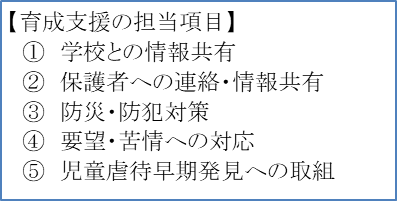 【育成支援の担当項目】
① 学校との情報共有
② 保護者への連絡・情報共有
③ 防災・防犯対策
④ 要望・苦情への対応
⑤ 児童虐待早期発見への取組